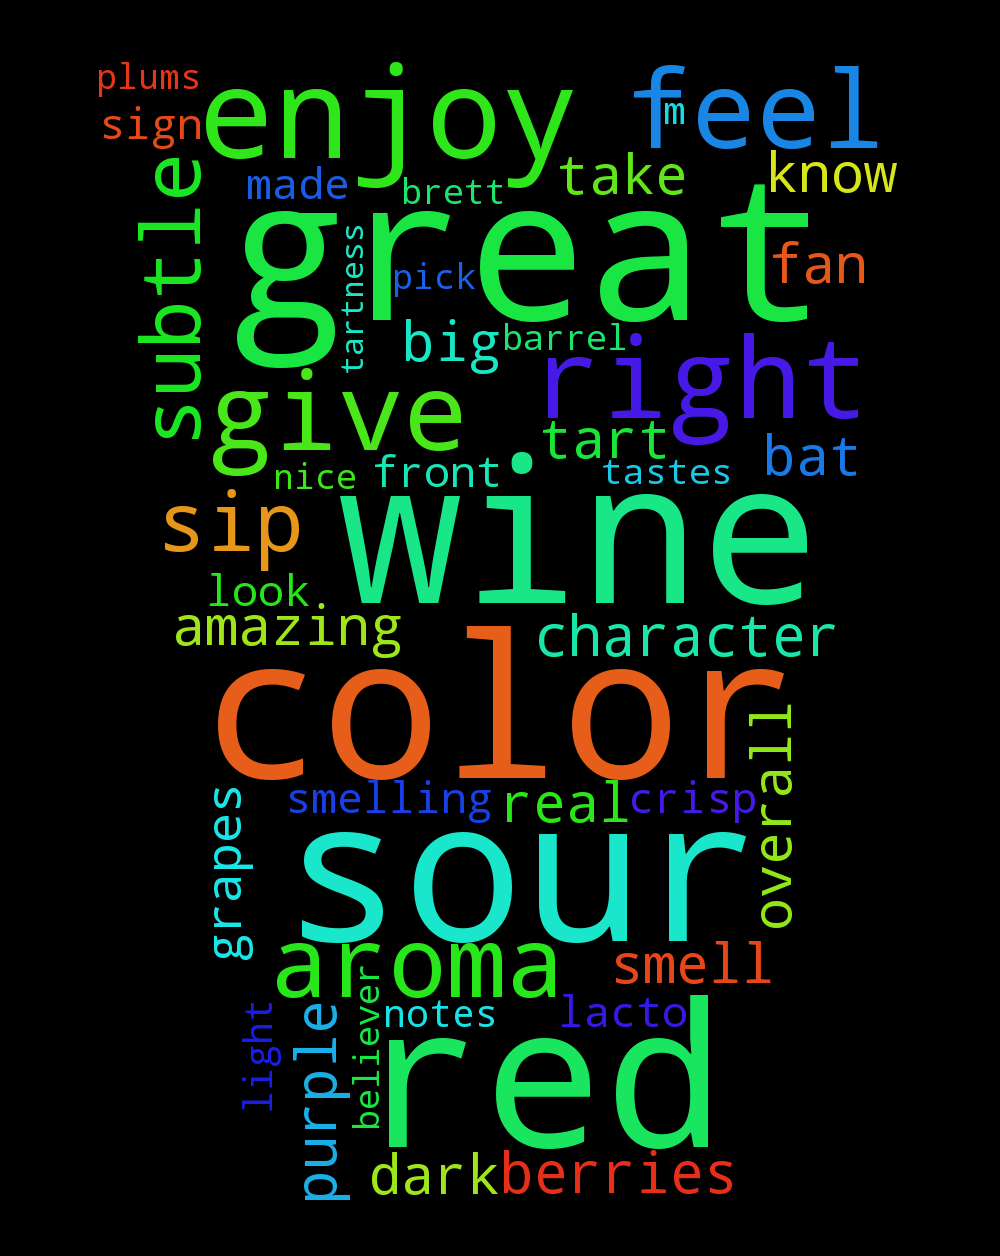 plums
enjoy
feel
m
sign
take
know
subtle
made
brett
great
fan
tartness
pick
big
barrel
right
give
tart
bat
nice
front
tastes
wine
sip
look
amazing
character
color
overall
grapes
smelling
real
crisp
sour
aroma
smell
believer
light
purple
notes
lacto
red
dark
berries